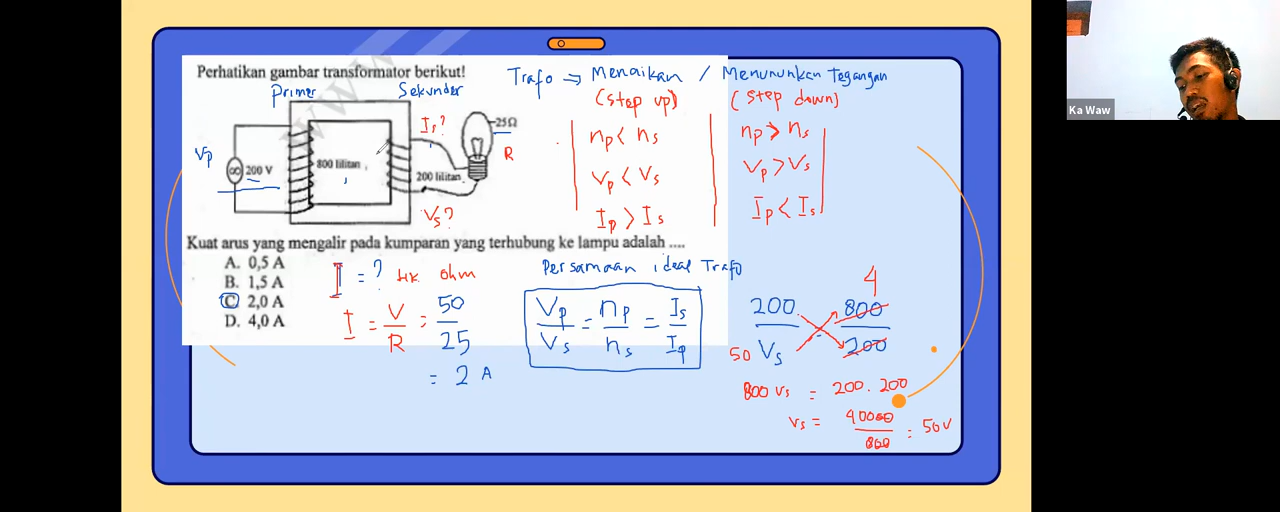 Perhatikan gambar transformator berikut!
Primer
Sekunder
Trafo → Menaikan / Menurunkan Tegangan
(step up)
(step down)
Is?
25Ω
R
np < ns
np > ns
Vp
200 V
800 lilitan
200 lilitan
Vp < Vs
Vp > Vs
Vs?
Ip > Is
Ip < Is
Kuat arus yang mengalir pada kumparan yang terhubung ke lampu adalah ....
A. 0,5 A
B. 1,5 A
C. 2,0 A
D. 4,0 A
I = ? Hk ohm
I = V/R = 50/25
= 2 A
Persamaan ideal Trafo
Vp/Vs = np/ns = Is/Ip
4
200/Vs = 800/200
50
800 Vs = 200 . 200
Vs = 40000/800 = 50V
Ka Waw